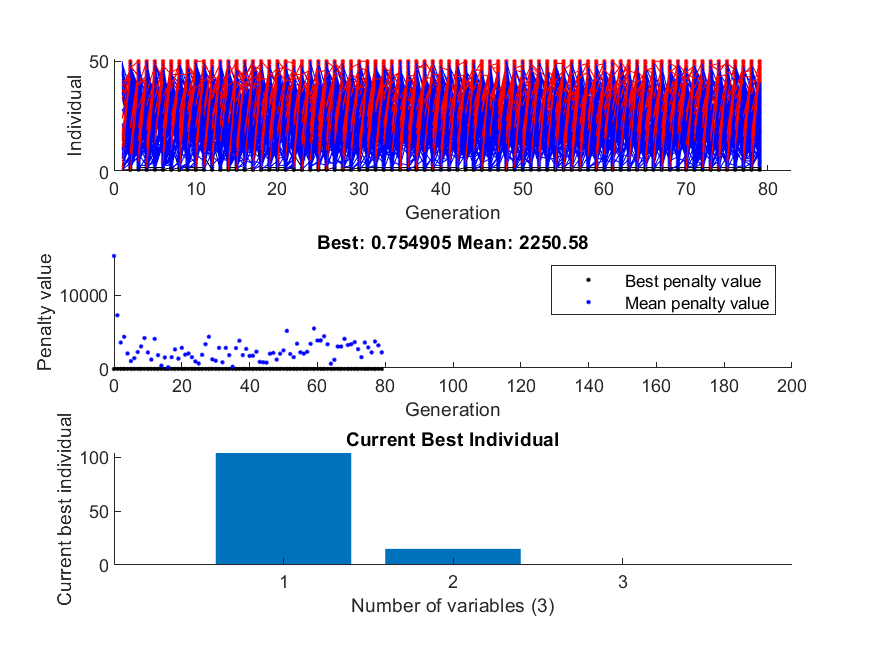 50
Individual
0
0 10 20 30 40 50 60 70 80
Generation
Best: 0.754905 Mean: 2250.58
Penalty value
10000
0
Best penalty value
Mean penalty value
0 20 40 60 80 100 120 140 160 180 200
Generation
Current Best Individual
Current best individual
100
50
0
1 2 3
Number of variables (3)